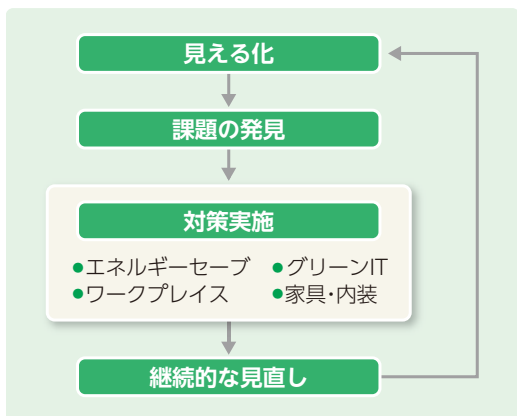 見える化
課題の発見
対策実施
●エネルギーセーブ ●グリーンIT
●ワークプレイス ●家具・内装
継続的な見直し